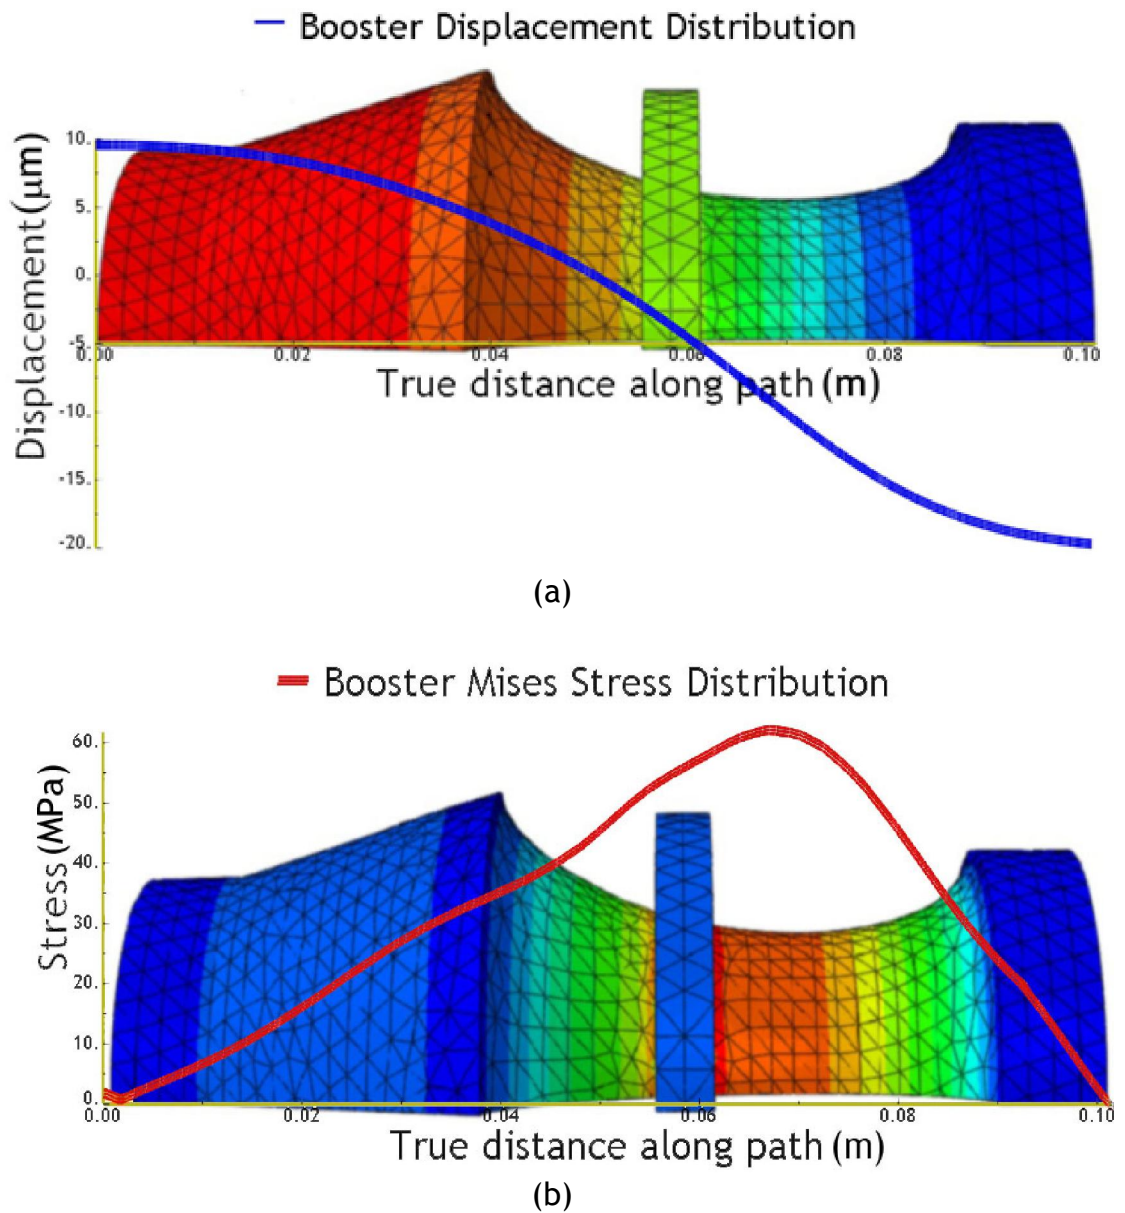 Booster Displacement Distribution
Displacement(μm)
10.
5.
0.
-5.
-10.
-15.
-20.
0.00 0.02 0.04 0.06 0.08 0.10
True distance along path (m)
(a)
Booster Mises Stress Distribution
Stress (MPa)
60.
50.
40.
30.
20.
10.
0.
0.00 0.02 0.04 0.06 0.08 0.10
True distance along path (m)
(b)